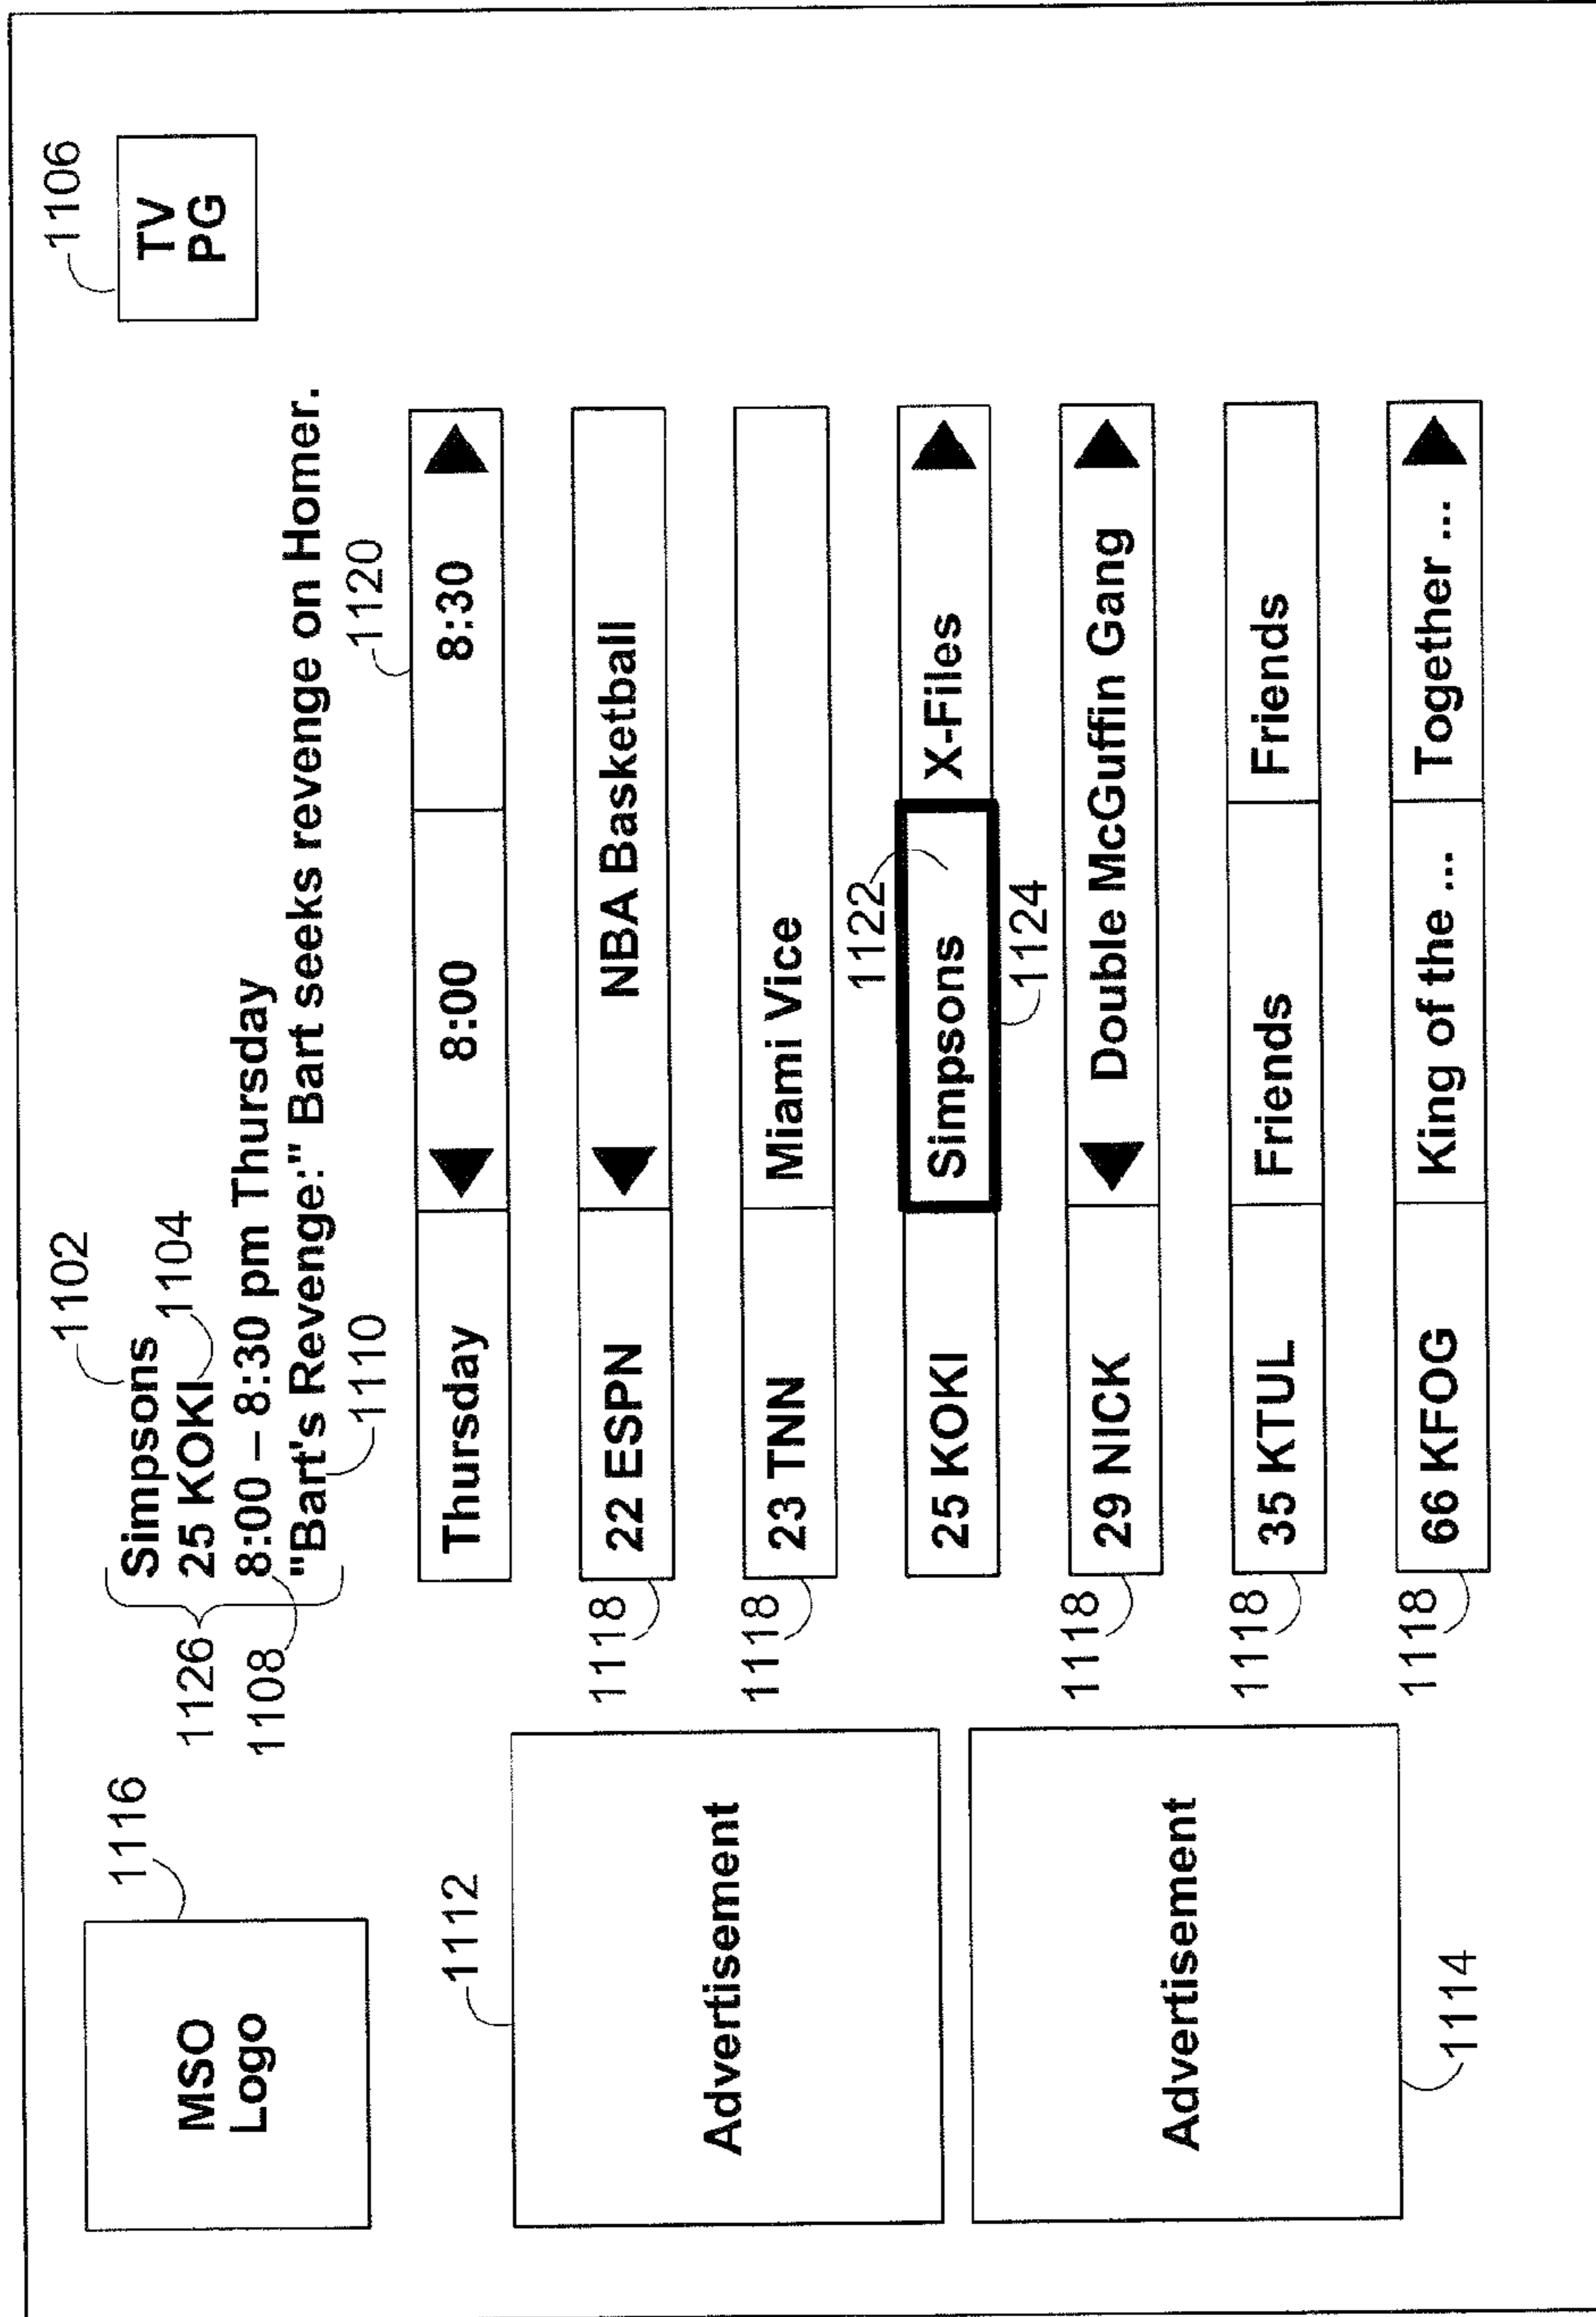 MSO
Logo
1116
1102
Simpsons
25 KOKI
1104
8:00 – 8:30 pm Thursday
"Bart's Revenge:" Bart seeks revenge on Homer.
1126
1108
1110
1106
TV
PG
1120
Thursday 8:00 8:30
1118 22 ESPN NBA Basketball
1118 23 TNN Miami Vice
1122
25 KOKI Simpsons X-Files
1124
1118 29 NICK Double McGuffin Gang
1118 35 KTUL Friends Friends
1118 66 KFOG King of the ... Together ...
1112
Advertisement
Advertisement
1114